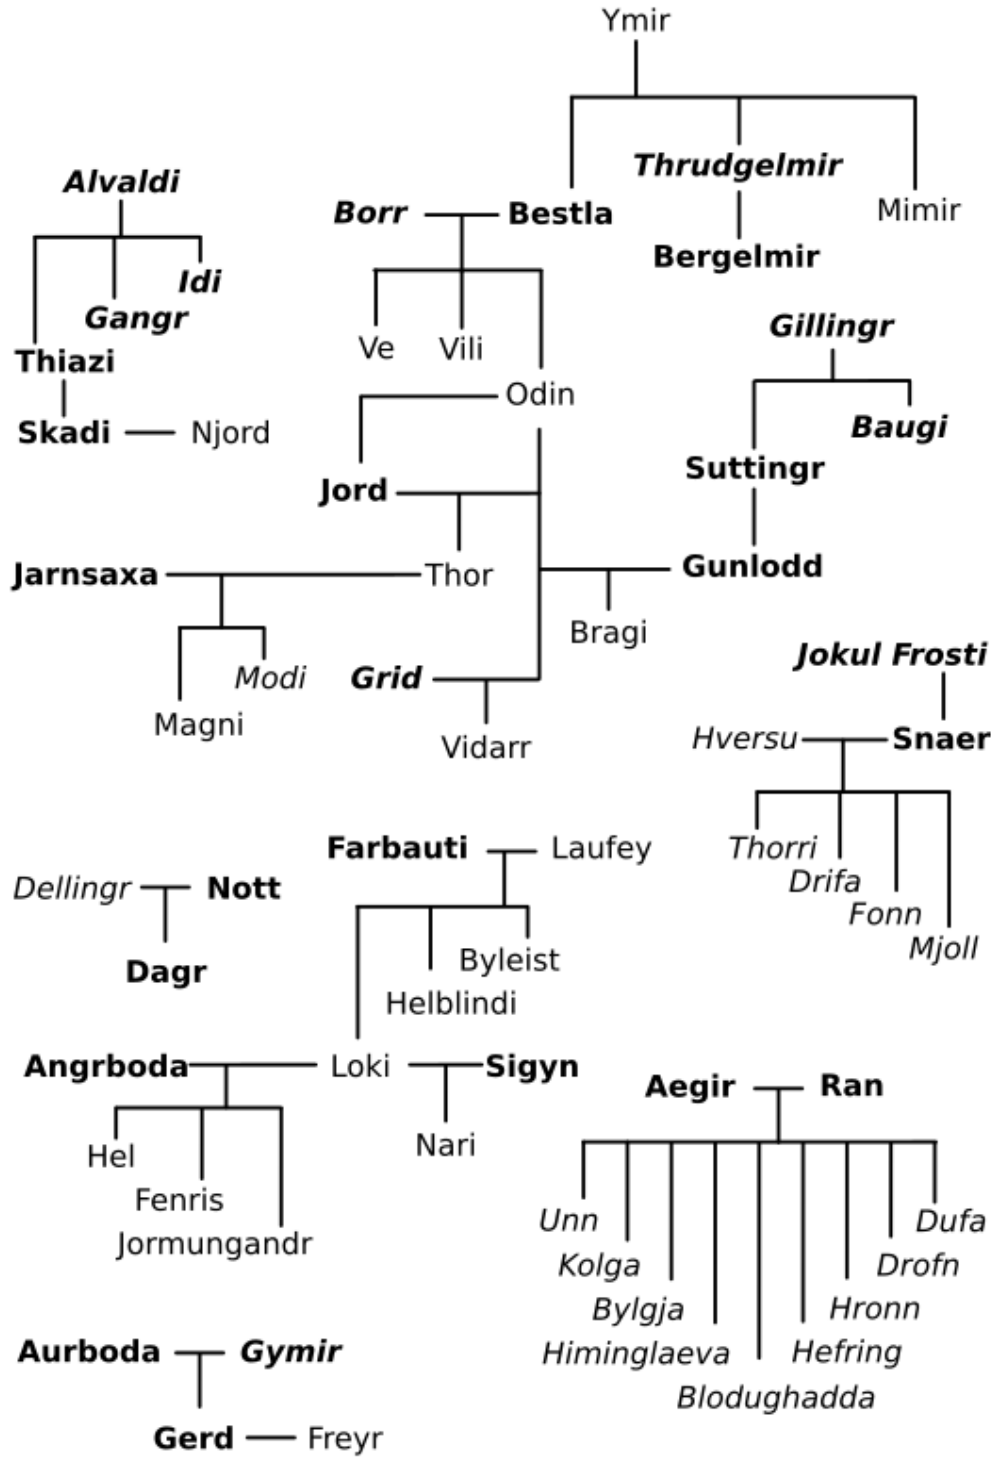 Ymir
Alvaldi
Thrudgelmir
Borr Bestla
Mimir
Bergelmir
Idi
Gangr
Thiazi
Gillingr
Ve Vili
Odin
Skadi Njord
Baugi
Suttingr
Jord
Jarnsaxa Thor
Gunlodd
Bragi
Jokul Frosti
Modi
Grid
Magni
Vidarr
Hversu Snaer
Farbauti Laufey
Thorri
Drifa
Fonn
Mjoll
Dellingr Nott
Dagr
Byleist
Helblindi
Angrboda Loki Sigyn
Aegir Ran
Hel
Nari
Fenris
Jormungandr
Unn Dufa
Kolga Drofn
Bylgja Hronn
Himinglaeva Hefring
Blodughadda
Aurboda Gymir
Gerd Freyr